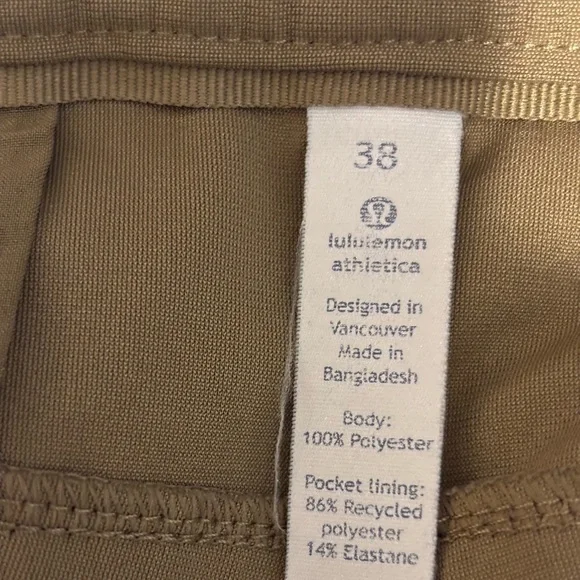 38
lululemon
athletica
Designed in
Vancouver
Made in
Bangladesh
Body:
100% Polyester
Pocket lining:
86% Recycled
polyester
14% Elastane